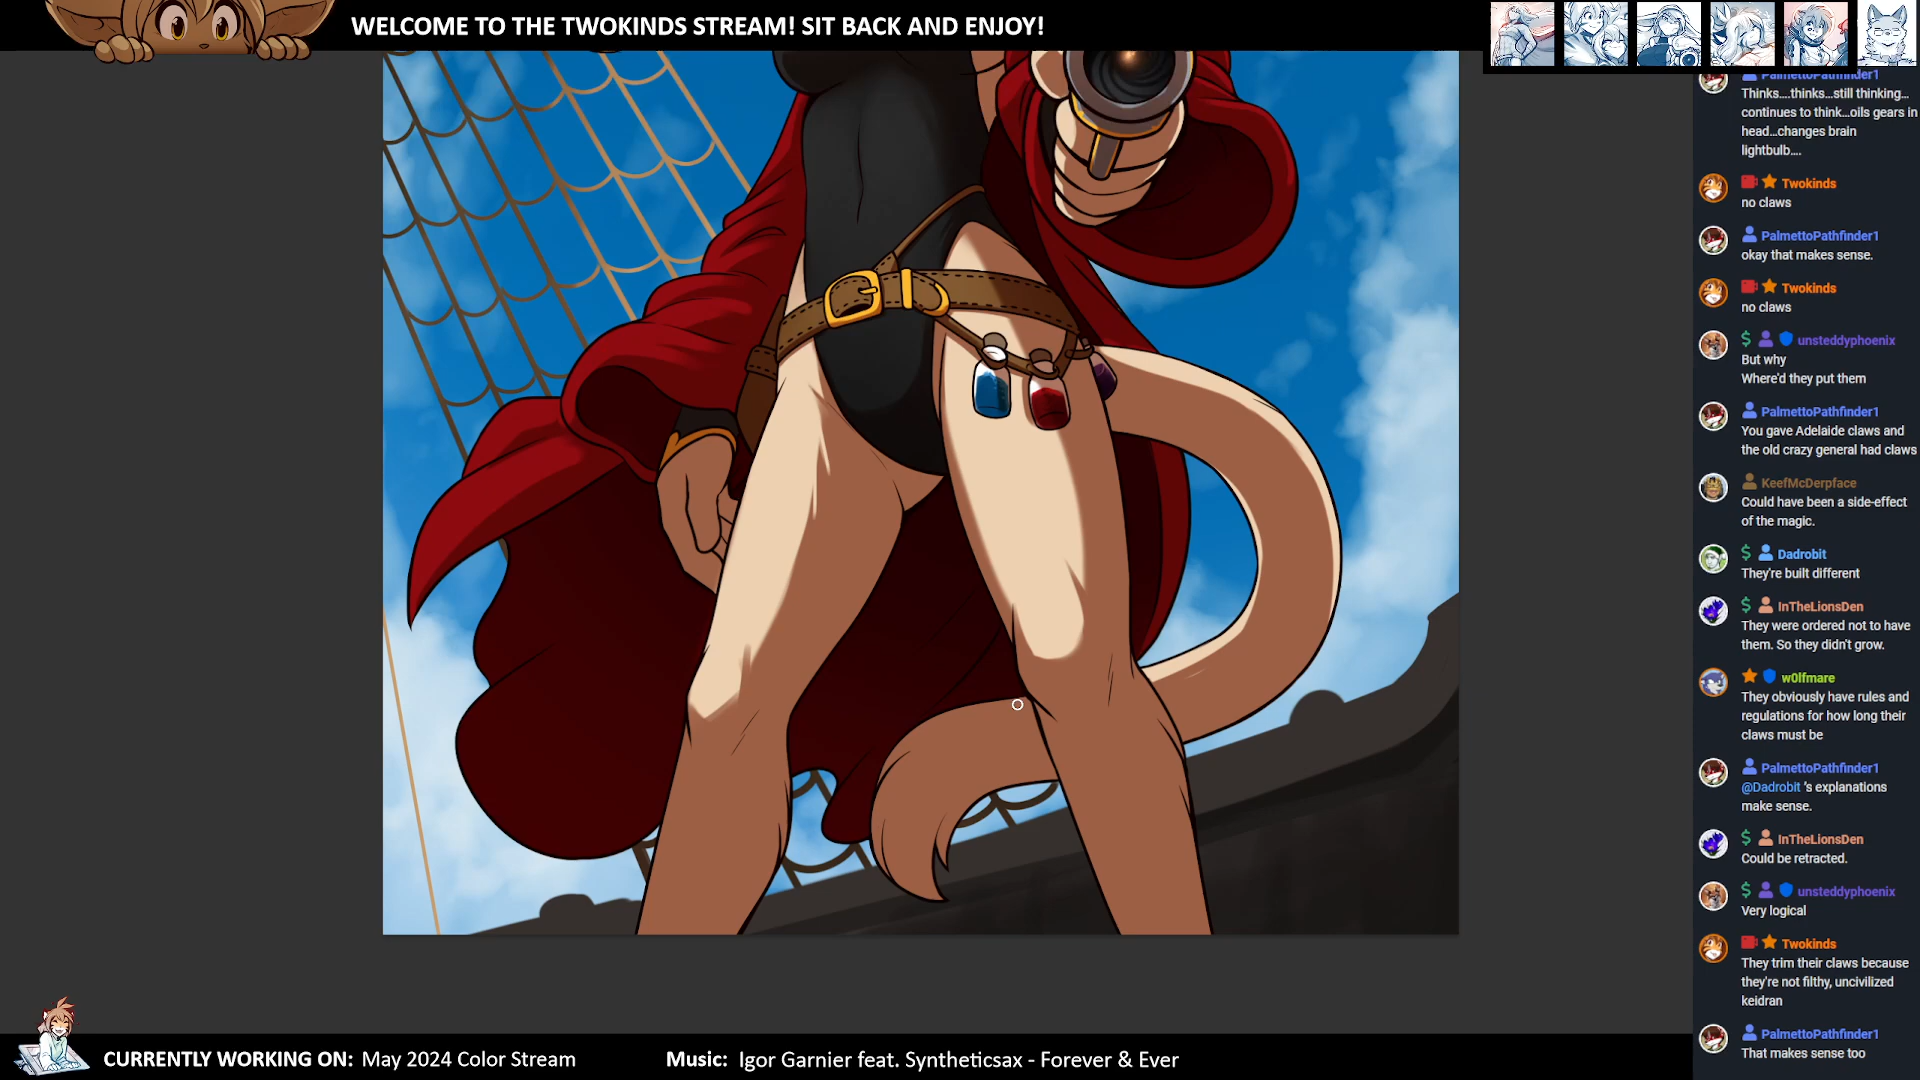 WELCOME TO THE TWOKINDS STREAM! SIT BACK AND ENJOY!
PalmettoPathfinder1
Thinks....thinks...still thinking...
continues to think...oils gears in
head...changes brain
lightbulb....
Twokinds
no claws
PalmettoPathfinder1
okay that makes sense.
Twokinds
no claws
unsteddyphoenix
But why
Where'd they put them
PalmettoPathfinder1
You gave Adelaide claws and
the old crazy general had claws
KeefMcDerpface
Could have been a side-effect
of the magic.
Dadrobit
They're built different
InTheLionsDen
They were ordered not to have
them. So they didn't grow.
w0lfmare
They obviously have rules and
regulations for how long their
claws must be
PalmettoPathfinder1
@Dadrobit 's explanations
make sense.
InTheLionsDen
Could be retracted.
unsteddyphoenix
Very logical
Twokinds
They trim their claws because
they're not filthy, uncivilized
keidran
PalmettoPathfinder1
That makes sense too
CURRENTLY WORKING ON: May 2024 Color Stream
Music: Igor Garnier feat. Syntheticsax - Forever & Ever